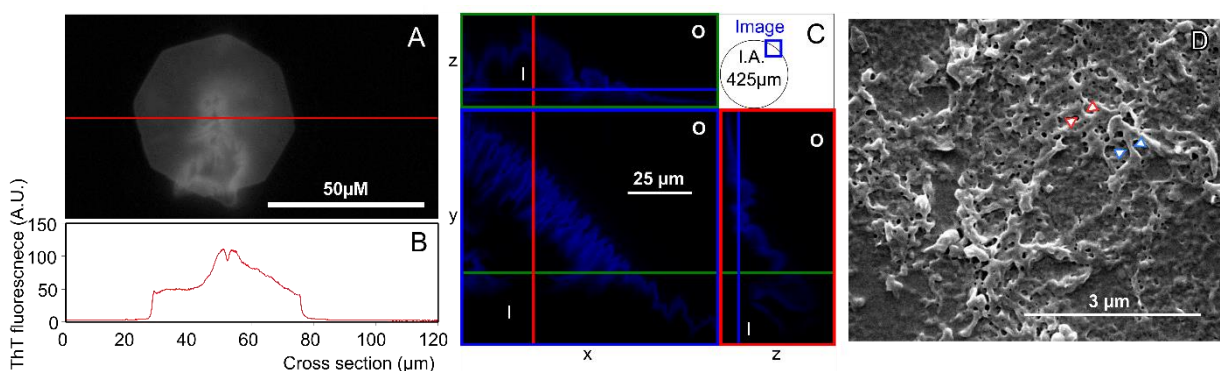 A
50µM
ThT fluorescnece (A.U.)
B
150
100
50
0
0 20 40 60 80 100 120
Cross section (µm)
z
I
O
Image
C
I.A.
425µm
y
O
25 µm
I
x
O
I
z
D
3 µm